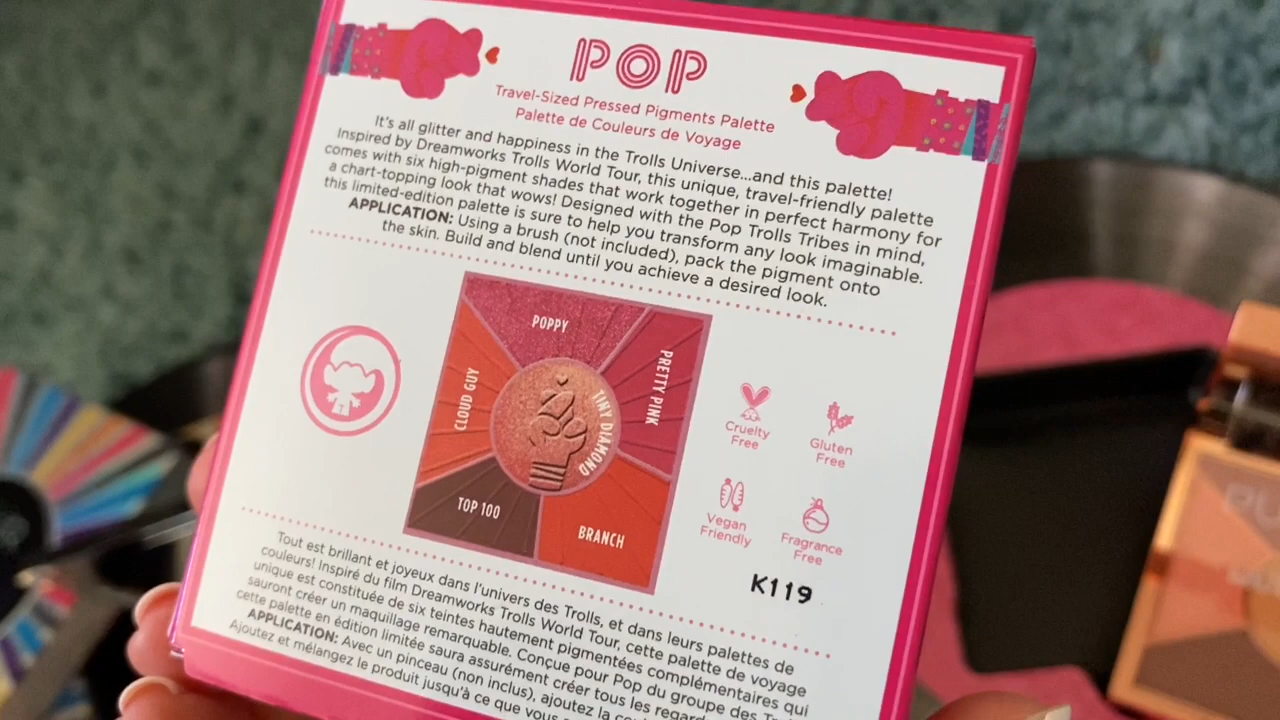 POP
Travel-Sized Pressed Pigments Palette
Palette de Couleurs de Voyage
It's all glitter and happiness in the Trolls Universe...and this palette!
Inspired by Dreamworks Trolls World Tour, this unique, travel-friendly palette
comes with six high-pigment shades that work together in perfect harmony for
a chart-topping look that wows! Designed with the Pop Trolls Tribes in mind,
this limited-edition palette is sure to help you transform any look imaginable.
APPLICATION: Using a brush (not included), pack the pigment onto
the skin. Build and blend until you achieve a desired look.
POPPY
PRETTY PINK
CLOUD GUY
TINY DIAMOND
TOP 100
BRANCH
Cruelty
Free
Gluten
Free
Vegan
Friendly
Fragrance
Free
K119
Tout est brillant et joyeux dans l'univers des Trolls, et dans leurs palettes de
couleurs! Inspiré du film Dreamworks Trolls World Tour, cette palette de voyage
unique est constituée de six teintes hautement pigmentées complémentaires qui
sauront créer un maquillage remarquable. Conçue pour Pop du groupe des
cette palette en édition limitée saura assurément créer tous les
APPLICATION: Avec un pinceau (non inclus), ajoutez la
Ajoutez et mélangez le produit jusqu'à ce que vous